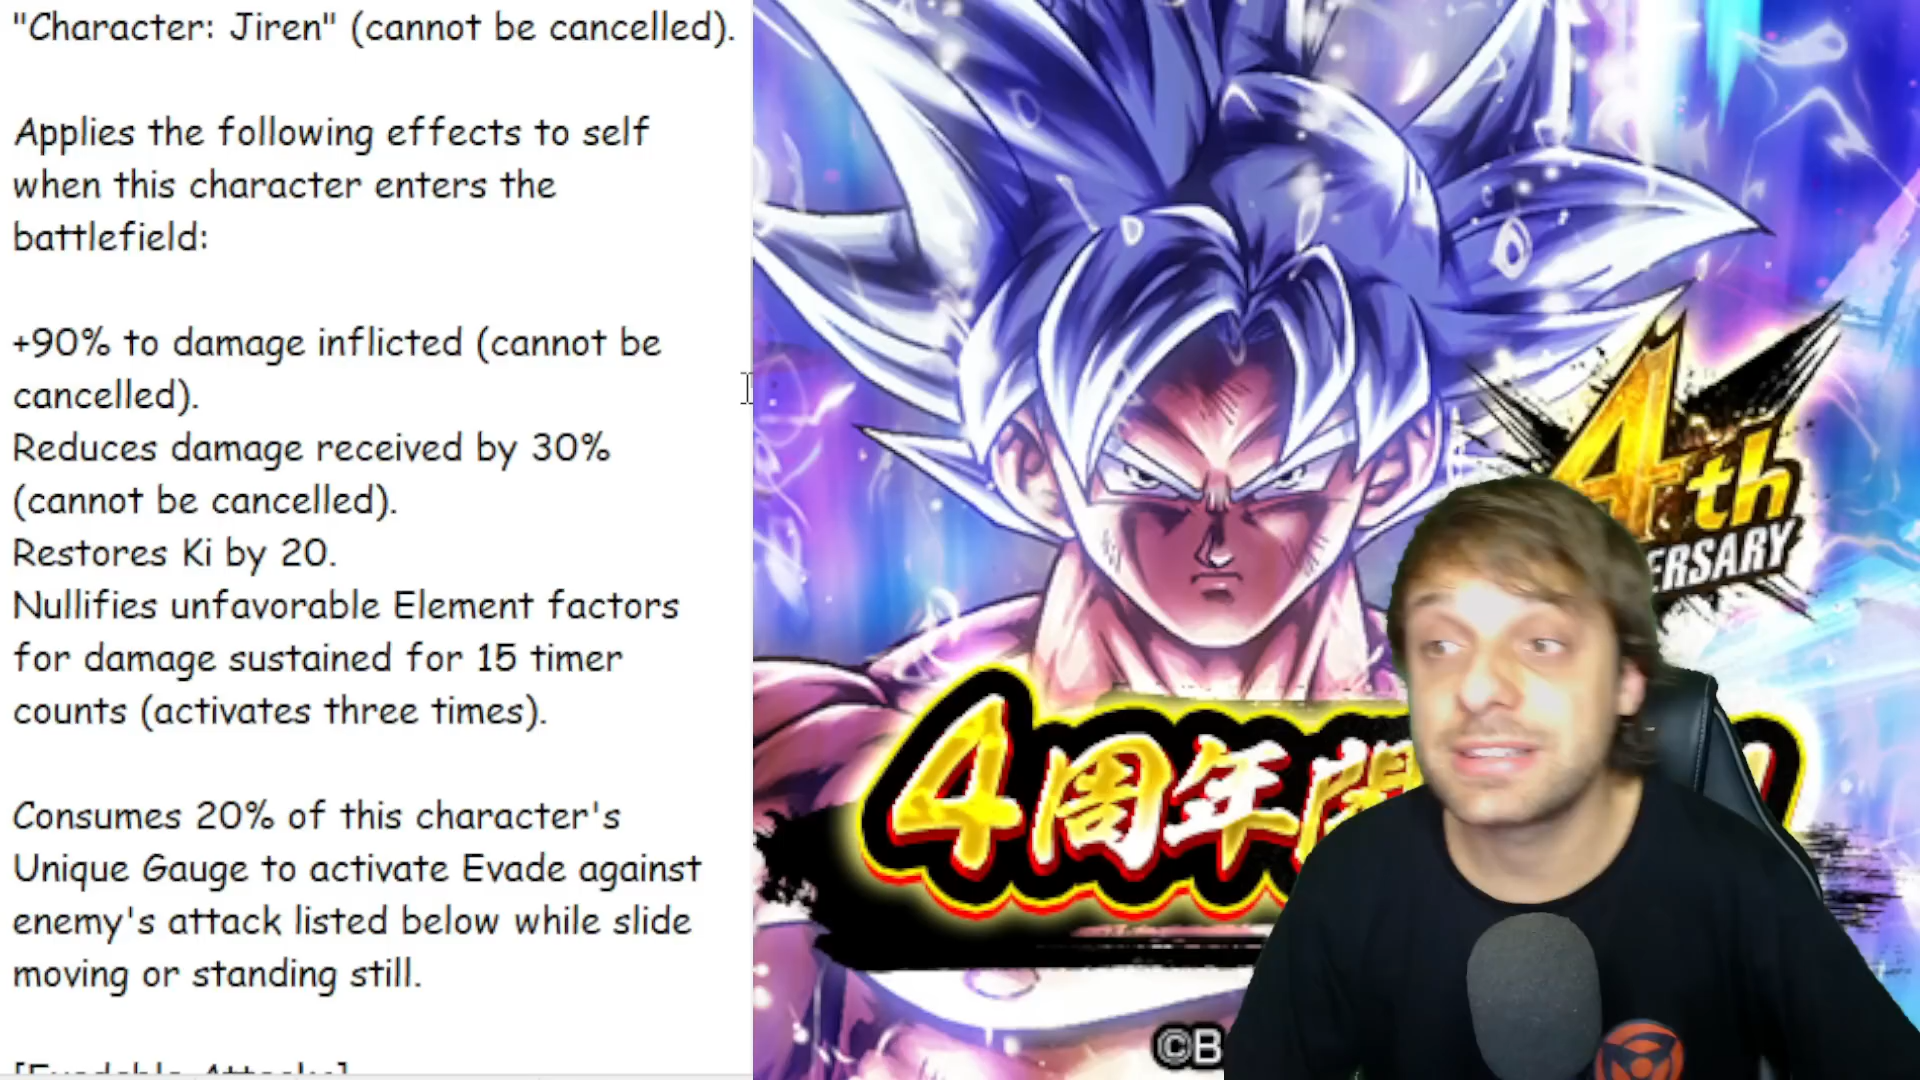 "Character: Jiren" (cannot be cancelled).
Applies the following effects to self
when this character enters the
battlefield:
+90% to damage inflicted (cannot be
cancelled).
Reduces damage received by 30%
(cannot be cancelled).
Restores Ki by 20.
Nullifies unfavorable Element factors
for damage sustained for 15 timer
counts (activates three times).
Consumes 20% of this character's
Unique Gauge to activate Evade against
enemy's attack listed below while slide
moving or standing still.
[Evadable Attacks]
4th
ERSARY
4周年開
©B